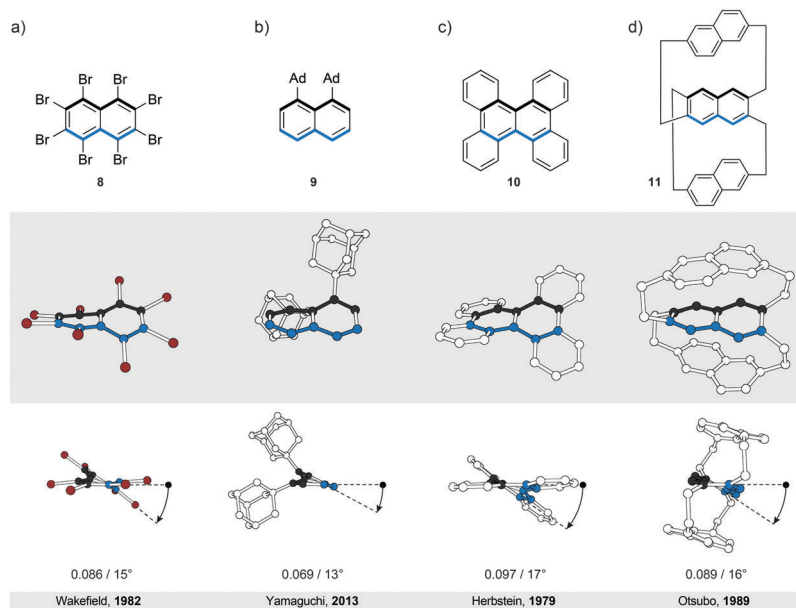 a)
b)
c)
d)
Br Br
Br Br
Br Br
Br Br
8
Ad Ad
9
10
11
0.086 / 15°
0.069 / 13°
0.097 / 17°
0.089 / 16°
Wakefield, 1982
Yamaguchi, 2013
Herbstein, 1979
Otsubo, 1989